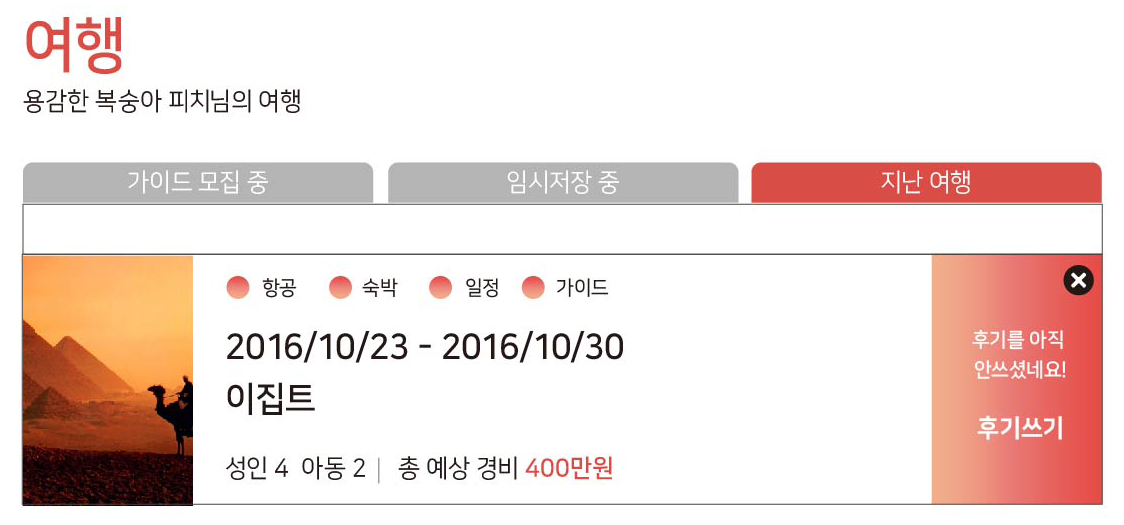 여행
용감한 복숭아 피치님의 여행
가이드 모집 중
임시저장 중
지난 여행
항공 숙박 일정 가이드
2016/10/23 - 2016/10/30
이집트
성인 4 아동 2 | 총 예상 경비 400만원
후기를 아직
안쓰셨네요!
후기쓰기